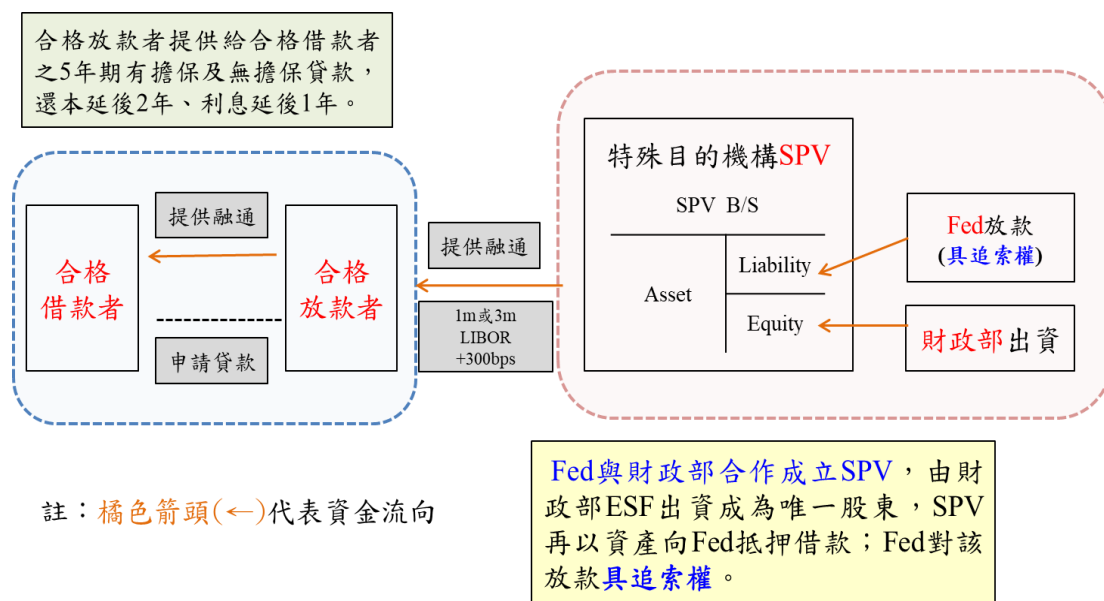 合格放款者提供給合格借款者
之5年期有擔保及無擔保貸款，
還本延後2年、利息延後1年。
合格
借款者
提供融通
申請貸款
合格
放款者
提供融通
1m或3m
LIBOR
+300bps
特殊目的機構SPV
SPV B/S
Asset
Liability
Equity
Fed放款
(具追索權)
財政部出資
註：橘色箭頭(←)代表資金流向
Fed與財政部合作成立SPV，由財
政部ESF出資成為唯一股東，SPV
再以資產向Fed抵押借款；Fed對該
放款具追索權。